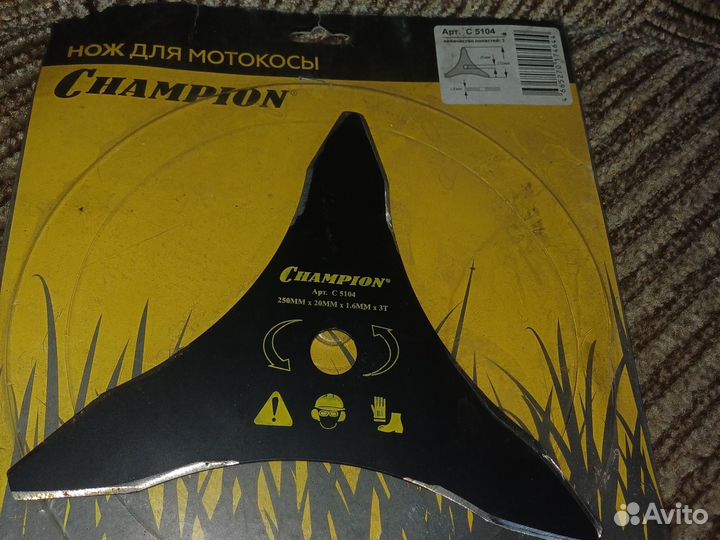 Арт. C 5104
НОЖ ДЛЯ МОТОКОСЫ
CHAMPION®
CHAMPION®
Арт. C 5104
250MM x 20MM x 1.6MM x 3T
Avito